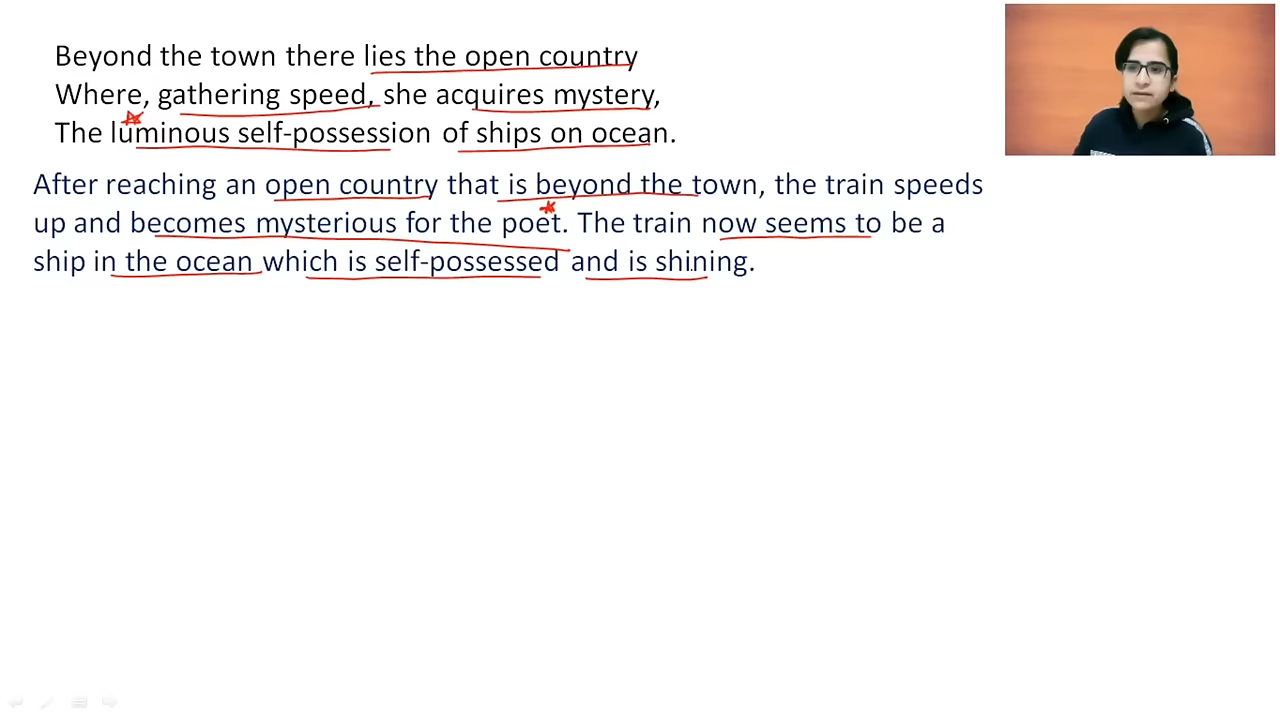 Beyond the town there lies the open country
Where, gathering speed, she acquires mystery,
The luminous self-possession of ships on ocean.
After reaching an open country that is beyond the town, the train speeds
up and becomes mysterious for the poet. The train now seems to be a
ship in the ocean which is self-possessed and is shining.